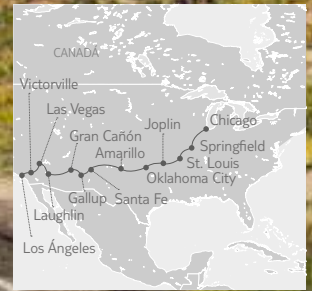 CANADÁ
Victorville
Las Vegas
Chicago
Joplin
Gran Cañón
Springfield
Amarillo
St. Louis
Oklahoma City
Gallup
Santa Fe
Laughlin
Los Ángeles